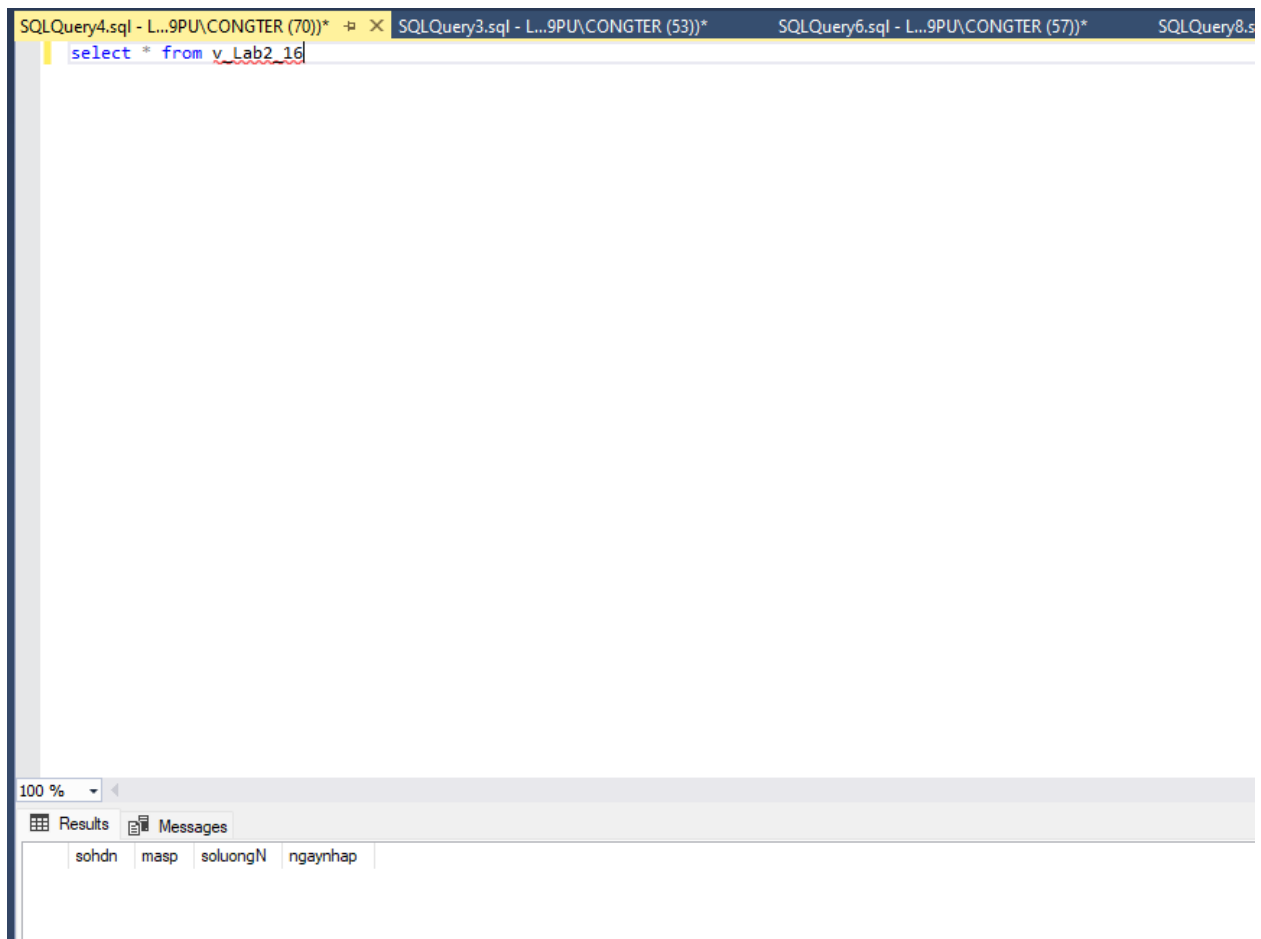 SQLQuery4.sql - L...9PU\CONGTER (70))* SQLQuery3.sql - L...9PU\CONGTER (53))* SQLQuery6.sql - L...9PU\CONGTER (57))* SQLQuery8.s
select * from v_Lab2_16
100 %
Results Messages
sohdn masp soluongN ngaynhap